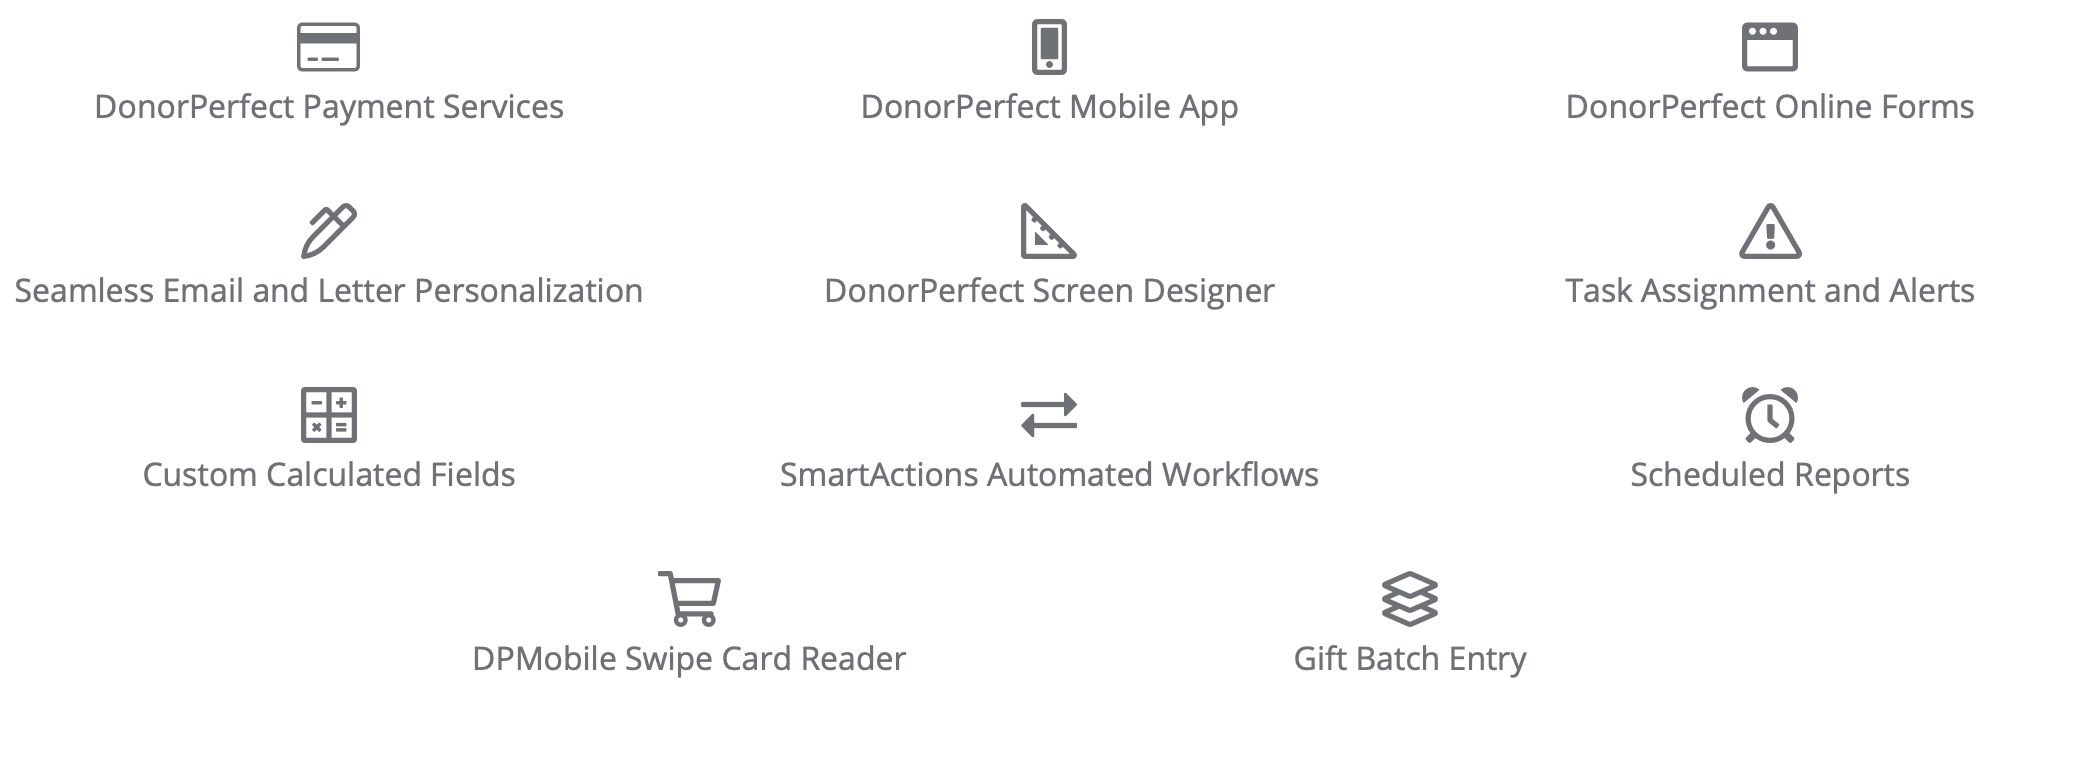 DonorPerfect Payment Services
DonorPerfect Mobile App
DonorPerfect Online Forms
Seamless Email and Letter Personalization
DonorPerfect Screen Designer
Task Assignment and Alerts
Custom Calculated Fields
SmartActions Automated Workflows
Scheduled Reports
DPMobile Swipe Card Reader
Gift Batch Entry